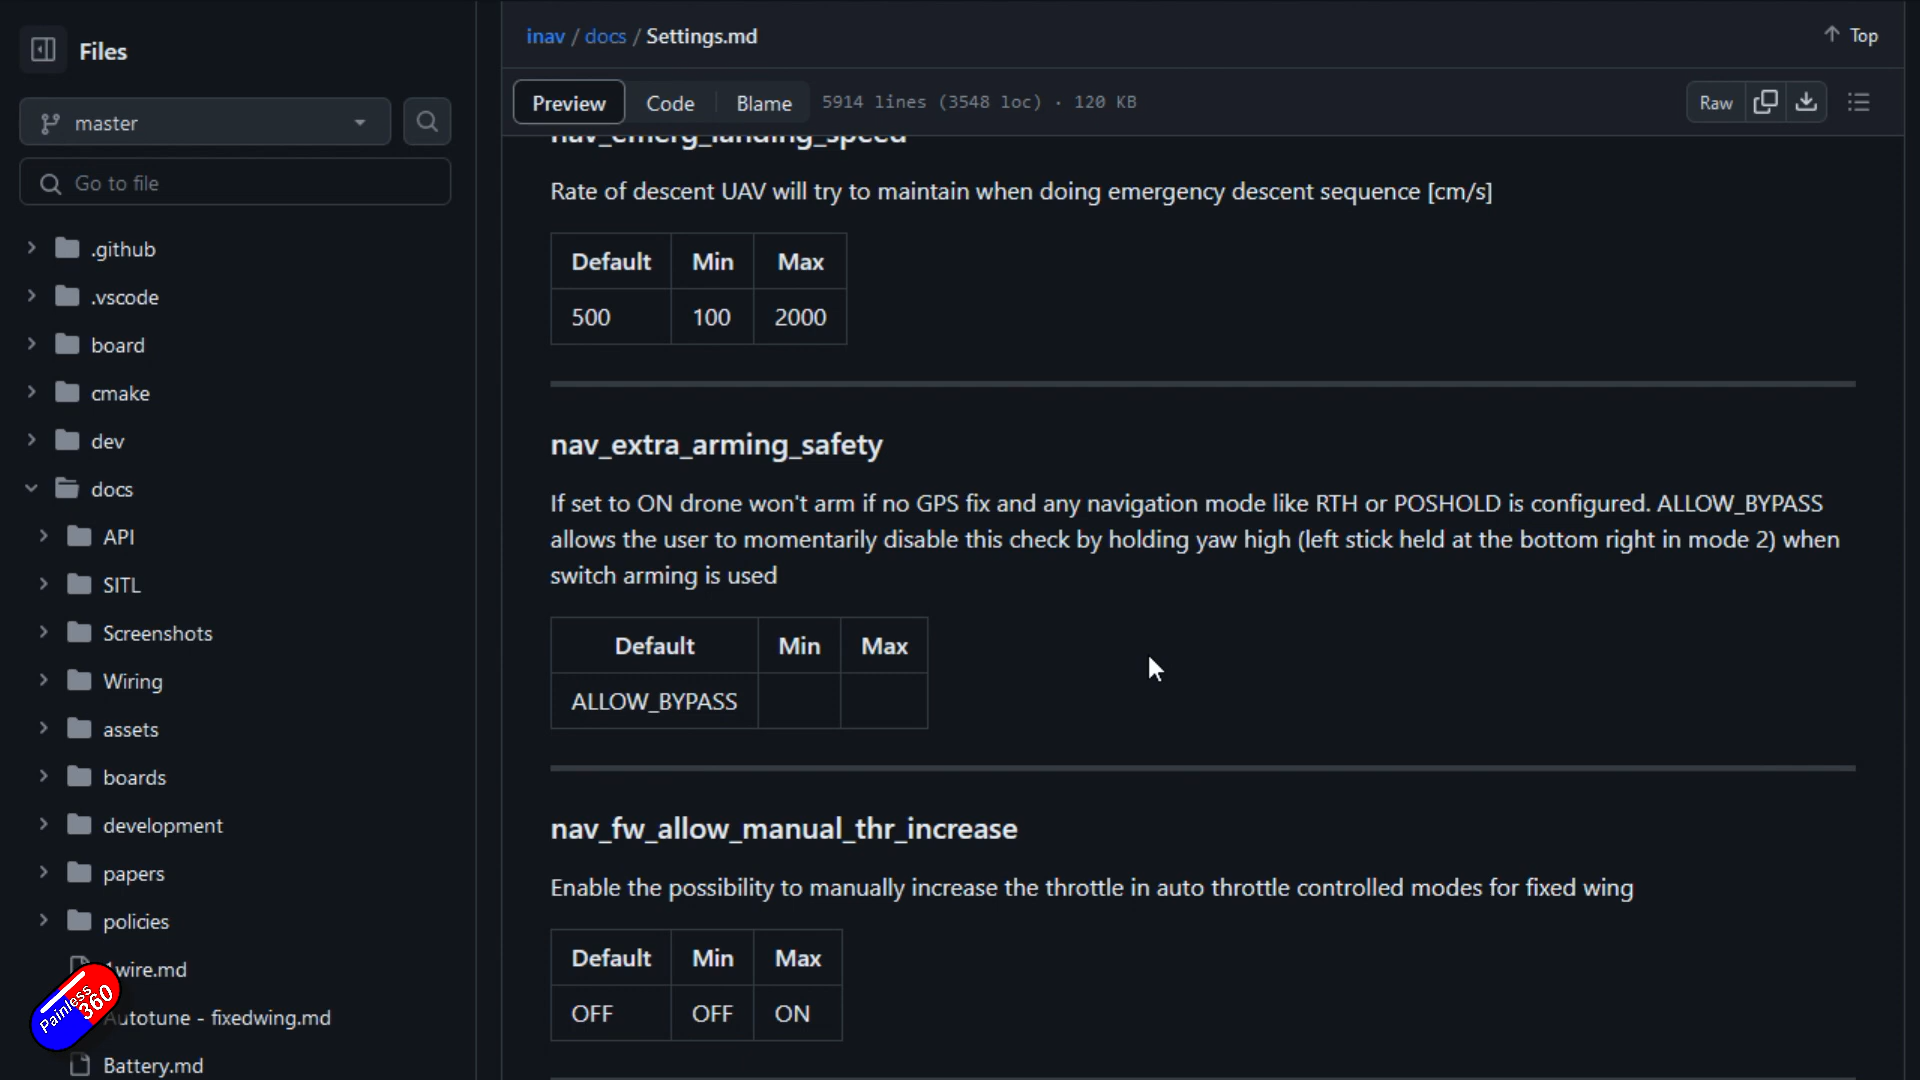 Files
master
Go to file
.github
.vscode
board
cmake
dev
docs
API
SITL
Screenshots
Wiring
assets
boards
development
papers
policies
1wire.md
Autotune - fixedwing.md
Battery.md
Painless
360
inav / docs / Settings.md
Top
Preview
Code
Blame
5914 lines (3548 loc) · 120 KB
Raw
nav_emerg_landing_speed
Rate of descent UAV will try to maintain when doing emergency descent sequence [cm/s]
Default Min Max
500 100 2000
nav_extra_arming_safety
If set to ON drone won't arm if no GPS fix and any navigation mode like RTH or POSHOLD is configured. ALLOW_BYPASS
allows the user to momentarily disable this check by holding yaw high (left stick held at the bottom right in mode 2) when
switch arming is used
Default Min Max
ALLOW_BYPASS
nav_fw_allow_manual_thr_increase
Enable the possibility to manually increase the throttle in auto throttle controlled modes for fixed wing
Default Min Max
OFF OFF ON